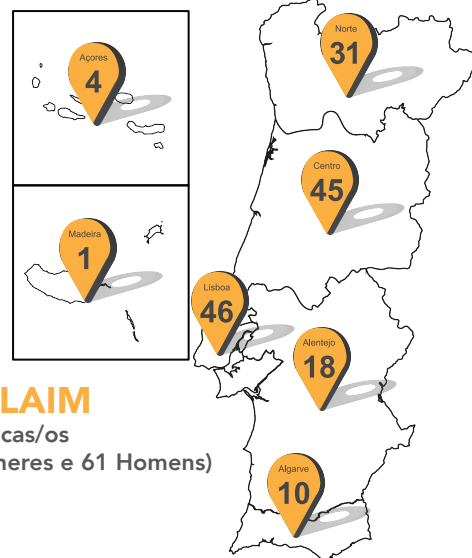 Açores
4
Norte
31
Centro
45
Madeira
1
Lisboa
46
Alentejo
18
LAIM
cas/os
heres e 61 Homens)
Algarve
10